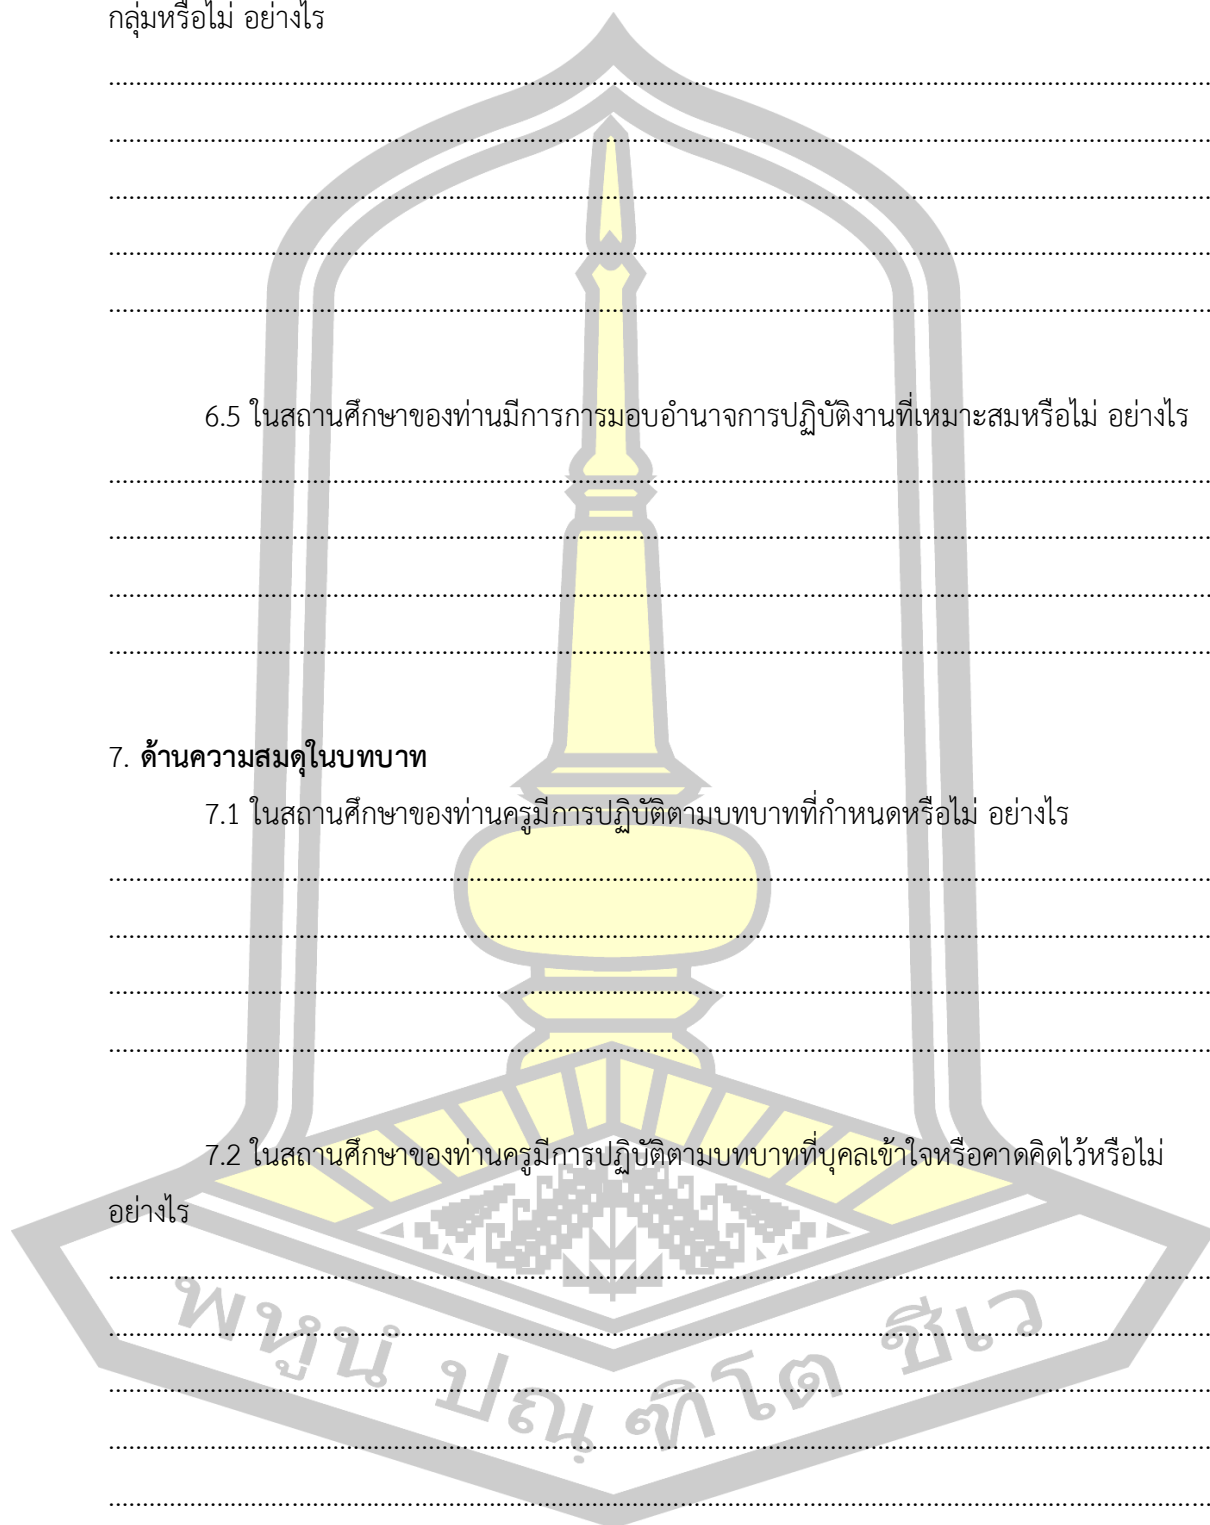 กลุ่มหรือไม่ อย่างไร
........................................................................................................................
........................................................................................................................
........................................................................................................................
........................................................................................................................
........................................................................................................................
6.5 ในสถานศึกษาของท่านมีการการมอบอำนาจการปฏิบัติงานที่เหมาะสมหรือไม่ อย่างไร
........................................................................................................................
........................................................................................................................
........................................................................................................................
........................................................................................................................
7. ด้านความสมดุในบทบาท
7.1 ในสถานศึกษาของท่านครูมีการปฏิบัติตามบทบาทที่กำหนดหรือไม่ อย่างไร
........................................................................................................................
........................................................................................................................
........................................................................................................................
........................................................................................................................
7.2 ในสถานศึกษาของท่านครูมีการปฏิบัติตามบทบาทที่บุคลเข้าใจหรือคาดคิดไว้หรือไม่
อย่างไร
........................................................................................................................
........................................................................................................................
........................................................................................................................
........................................................................................................................
........................................................................................................................
พหูนํ ปณฺฑิโต ชีเว